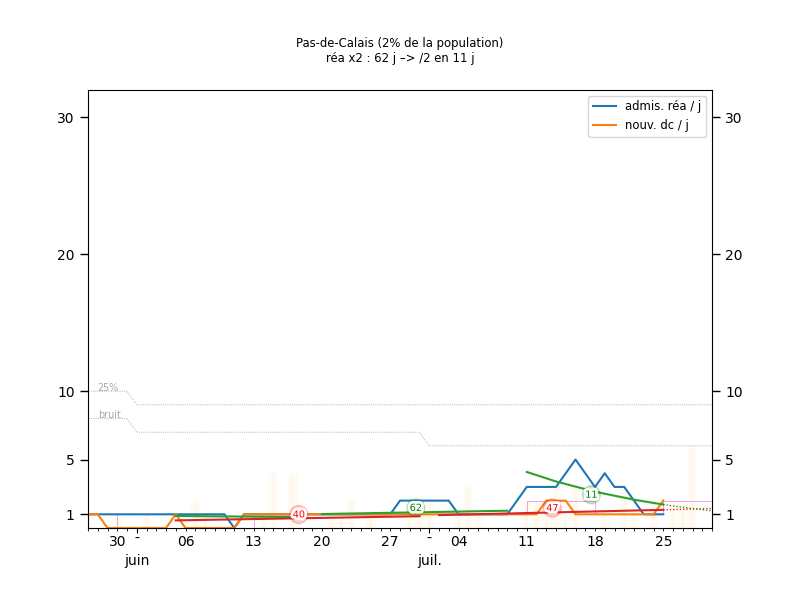 Pas-de-Calais (2% de la population)
réa x2 : 62 j –> /2 en 11 j
admis. réa / j
nouv. dc / j
30 30
20 20
10 10
25%
bruit
5 5
1 1
40 62 47 11
30 - 06 13 20 27 - 04 11 18 25
juin juil.